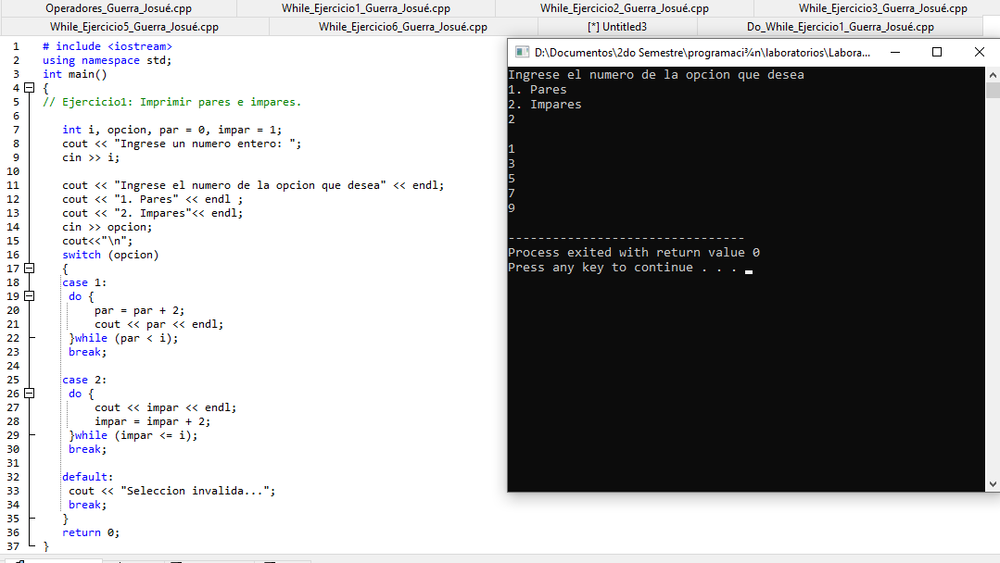 Operadores_Guerra_Josué.cpp While_Ejercicio1_Guerra_Josué.cpp While_Ejercicio2_Guerra_Josué.cpp While_Ejercicio3_Guerra_Josué.cpp
While_Ejercicio5_Guerra_Josué.cpp While_Ejercicio6_Guerra_Josué.cpp [*] Untitled3 Do_While_Ejercicio1_Guerra_Josué.cpp
1 # include <iostream>
2 using namespace std;
3 int main()
4 {
5 // Ejercicio1: Imprimir pares e impares.
6
7 int i, opcion, par = 0, impar = 1;
8 cout << "Ingrese un numero entero: ";
9 cin >> i;
10
11 cout << "Ingrese el numero de la opcion que desea" << endl;
12 cout << "1. Pares" << endl ;
13 cout << "2. Impares"<< endl;
14 cin >> opcion;
15 cout<<"\n";
16 switch (opcion)
17 {
18 case 1:
19 do {
20 par = par + 2;
21 cout << par << endl;
22 }while (par < i);
23 break;
24
25 case 2:
26 do {
27 cout << impar << endl;
28 impar = impar + 2;
29 }while (impar <= i);
30 break;
31
32 default:
33 cout << "Seleccion invalida...";
34 break;
35 }
36 return 0;
37 }
D:\Documentos\2do Semestre\programaci¾n\laboratorios\Labora...
Ingrese el numero de la opcion que desea
1. Pares
2. Impares
2
1
3
5
7
9
--------------------------------
Process exited with return value 0
Press any key to continue . . .